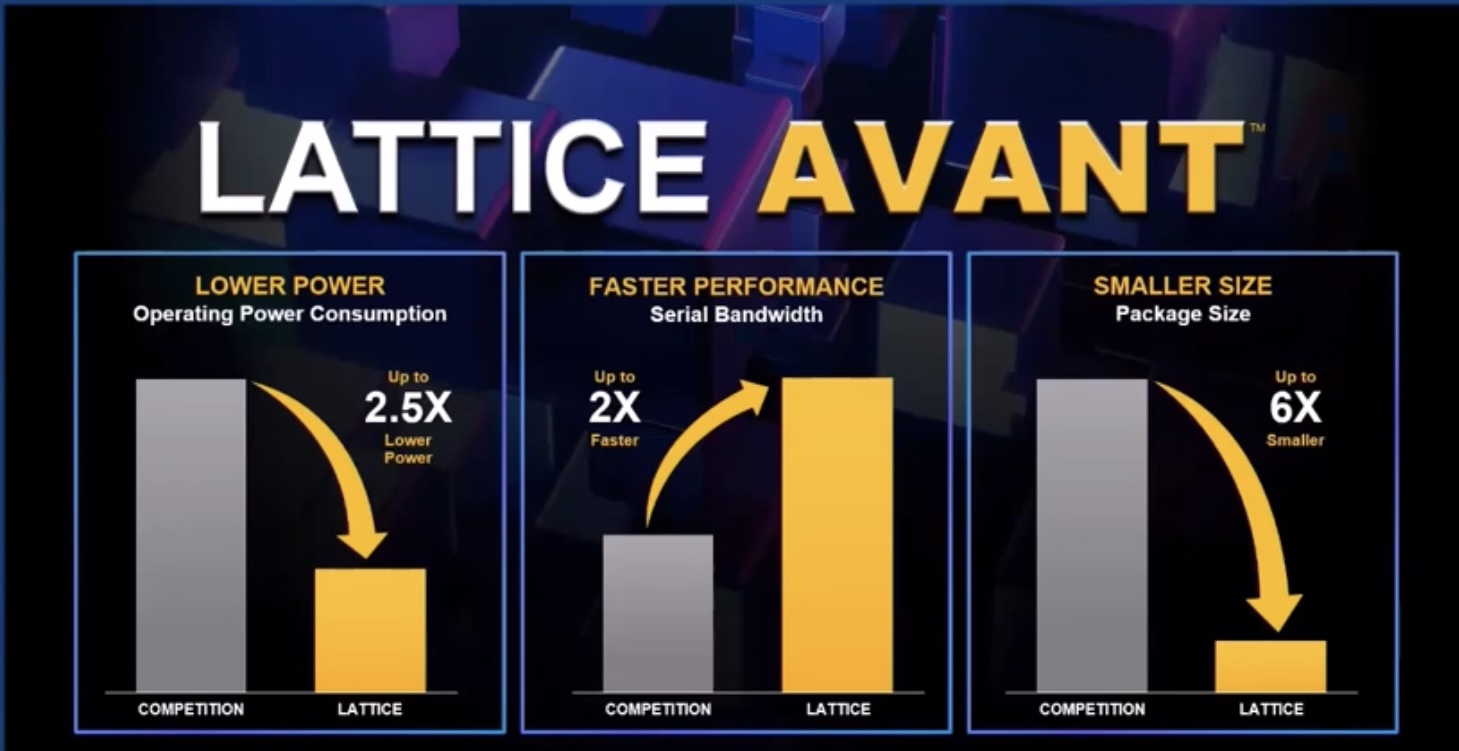 LATTICE AVANT™
LOWER POWER
Operating Power Consumption
Up to
2.5X
Lower
Power
COMPETITION LATTICE
FASTER PERFORMANCE
Serial Bandwidth
Up to
2X
Faster
COMPETITION LATTICE
SMALLER SIZE
Package Size
Up to
6X
Smaller
COMPETITION LATTICE